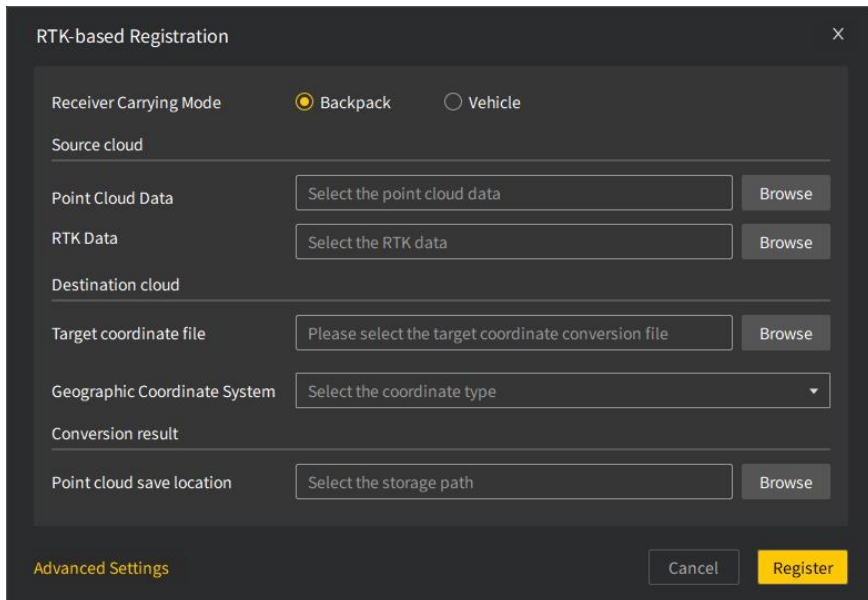 RTK-based Registration X
Receiver Carrying Mode Backpack Vehicle
Source cloud
Point Cloud Data Select the point cloud data Browse
RTK Data Select the RTK data Browse
Destination cloud
Target coordinate file Please select the target coordinate conversion file Browse
Geographic Coordinate System Select the coordinate type
Conversion result
Point cloud save location Select the storage path Browse
Advanced Settings Cancel Register